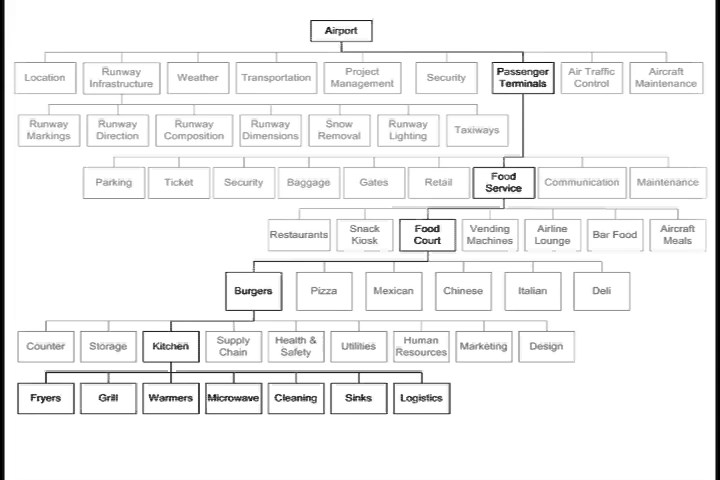 Airport
Location
Runway
Infrastructure
Weather
Transportation
Project
Management
Security
Passenger
Terminals
Air Traffic
Control
Aircraft
Maintenance
Runway
Markings
Runway
Direction
Runway
Composition
Runway
Dimensions
Snow
Removal
Runway
Lighting
Taxiways
Parking
Ticket
Security
Baggage
Gates
Retail
Food
Service
Communication
Maintenance
Restaurants
Snack
Kiosk
Food
Court
Vending
Machines
Airline
Lounge
Bar Food
Aircraft
Meals
Burgers
Pizza
Mexican
Chinese
Italian
Deli
Counter
Storage
Kitchen
Supply
Chain
Health &
Safety
Utilities
Human
Resources
Marketing
Design
Fryers
Grill
Warmers
Microwave
Cleaning
Sinks
Logistics